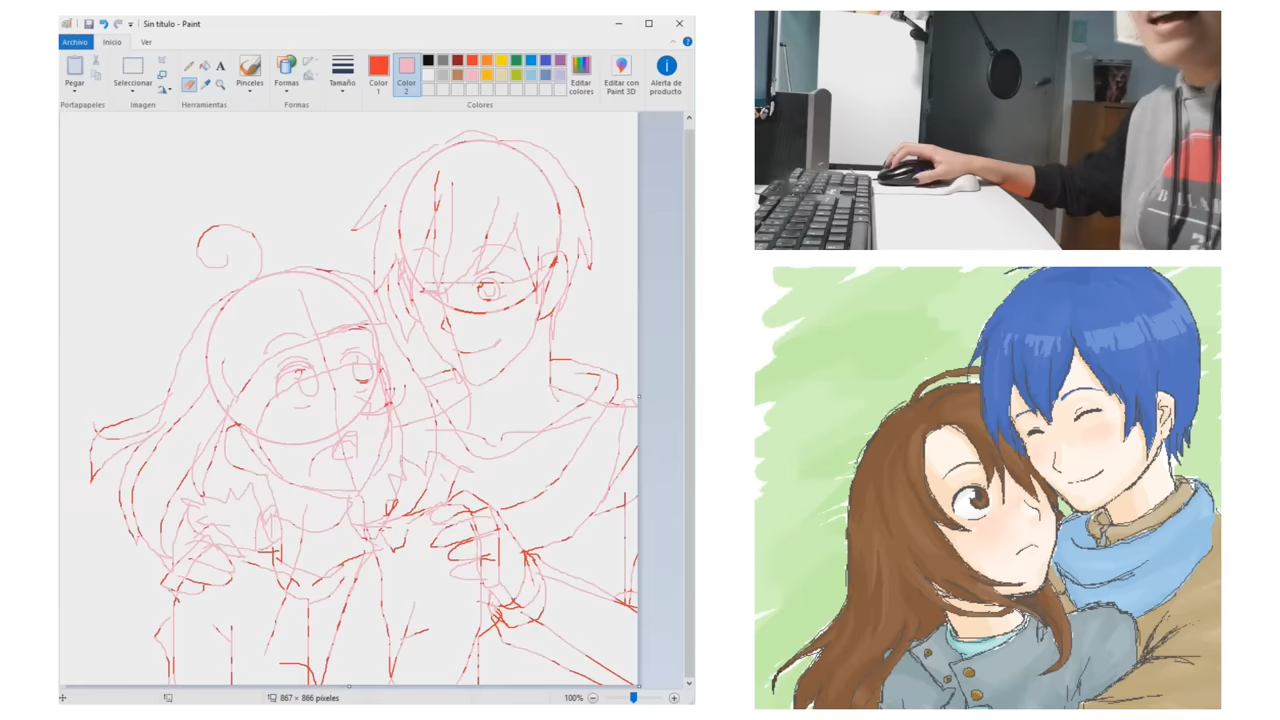 Sin título - Paint
Archivo Inicio Ver
Pegar Seleccionar Pinceles Formas Tamaño Color 1 Color 2 Editar colores Editar con Paint 3D Alerta de producto
Portapapeles Imagen Herramientas Formas Colores
867 × 866 píxeles 100%